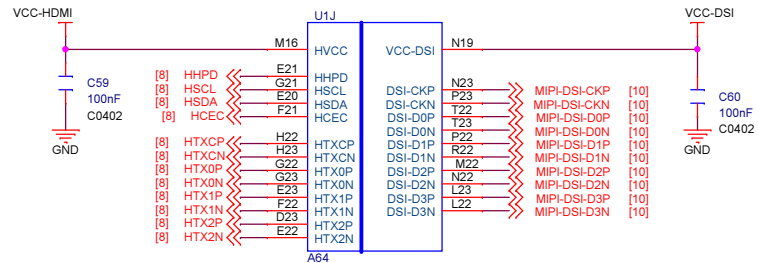 VCC-HDMI U1J VCC-DSI
M16 HVCC VCC-DSI N19
[8] HHPD E21 HHPD
[8] HSCL G21 HSCL DSI-CKP N23 MIPI-DSI-CKP [10]
[8] HSDA E20 HSDA DSI-CKN P23 MIPI-DSI-CKN [10]
[8] HCEC F21 HCEC DSI-D0P T22 MIPI-DSI-D0P [10]
DSI-D0N T23 MIPI-DSI-D0N [10]
[8] HTXCP H22 HTXCP DSI-D1P P22 MIPI-DSI-D1P [10]
[8] HTXCN H23 HTXCN DSI-D1N R22 MIPI-DSI-D1N [10]
[8] HTX0P G22 HTX0P DSI-D2P M22 MIPI-DSI-D2P [10]
[8] HTX0N G23 HTX0N DSI-D2N N22 MIPI-DSI-D2N [10]
[8] HTX1P E23 HTX1P DSI-D3P L23 MIPI-DSI-D3P [10]
[8] HTX1N F22 HTX1N DSI-D3N L22 MIPI-DSI-D3N [10]
[8] HTX2P D23 HTX2P
[8] HTX2N E22 HTX2N
A64
C59
100nF
C0402
GND
C60
100nF
C0402
GND